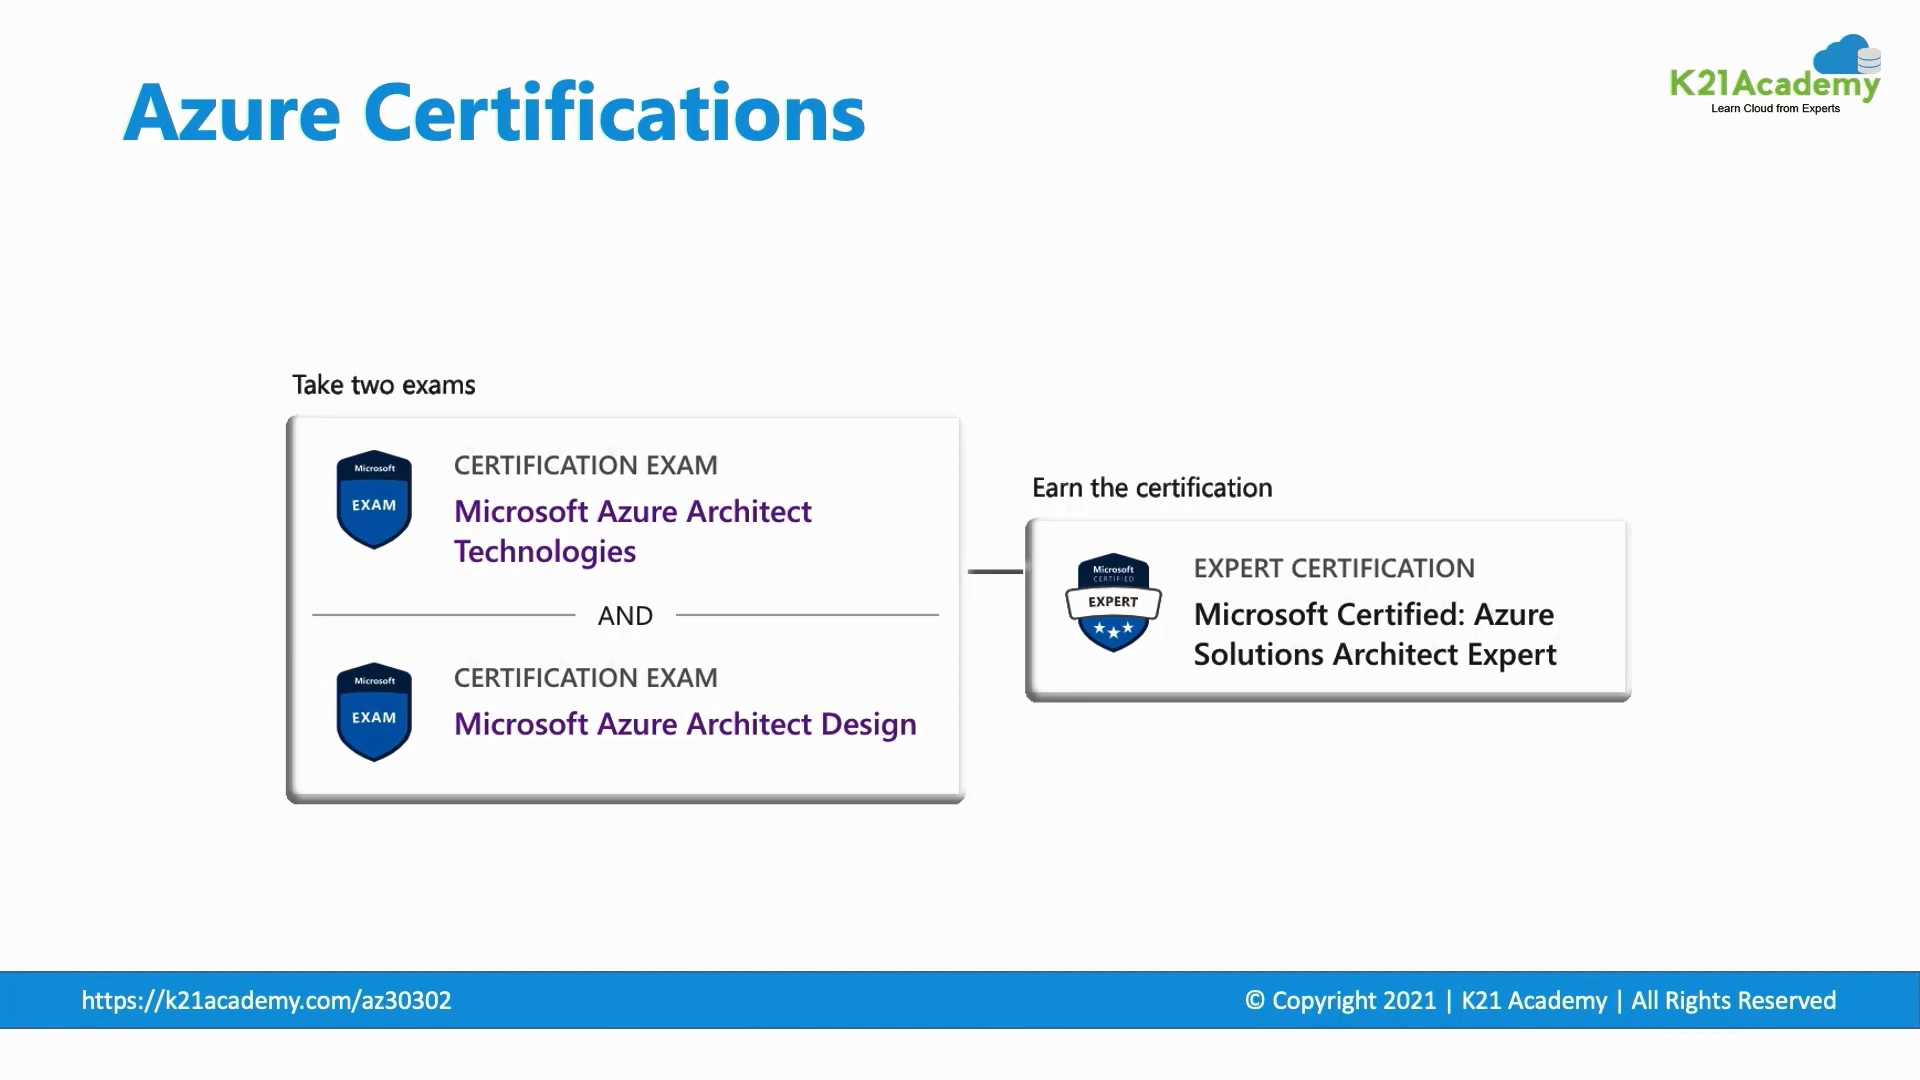 Azure Certifications
K21Academy
Learn Cloud from Experts
Take two exams
Microsoft
EXAM
CERTIFICATION EXAM
Microsoft Azure Architect
Technologies
AND
Microsoft
EXAM
CERTIFICATION EXAM
Microsoft Azure Architect Design
Earn the certification
Microsoft
CERTIFIED
EXPERT
EXPERT CERTIFICATION
Microsoft Certified: Azure
Solutions Architect Expert
https://k21academy.com/az30302
© Copyright 2021 | K21 Academy | All Rights Reserved